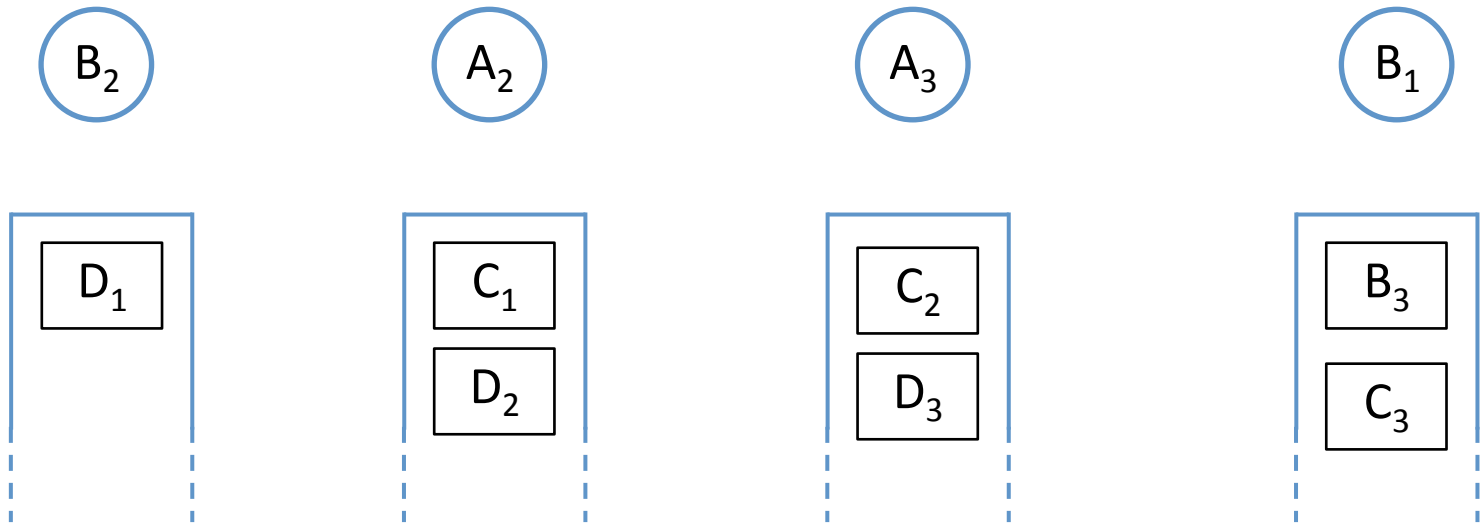 B₂ A₂ A₃ B₁
D₁ C₁ C₂ B₃
D₂ D₃ C₃